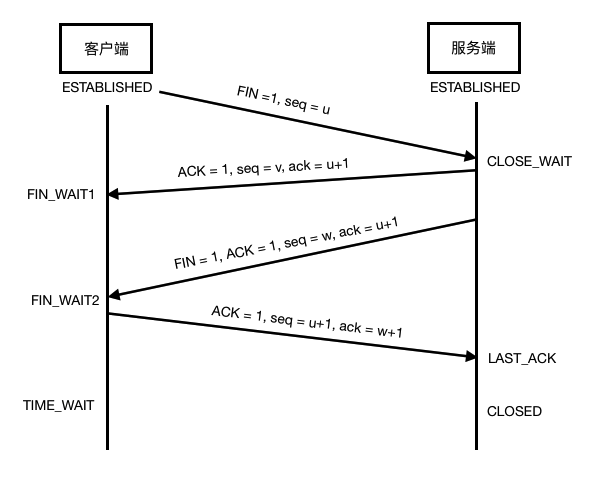 客户端
服务端
ESTABLISHED
ESTABLISHED
FIN =1, seq = u
CLOSE_WAIT
ACK = 1, seq = v, ack = u+1
FIN_WAIT1
FIN = 1, ACK = 1, seq = w, ack = u+1
FIN_WAIT2
ACK = 1, seq = u+1, ack = w+1
LAST_ACK
TIME_WAIT
CLOSED